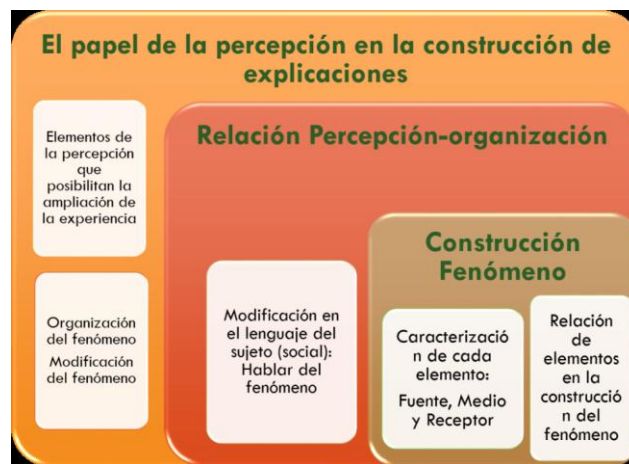 El papel de la percepción en la construcción de
explicaciones
Elementos de
la percepción
que
posibilitan la
ampliación de
la experiencia
Organización
del fenómeno
Modificación
del fenómeno
Relación Percepción-organización
Modificación en
el lenguaje del
sujeto (social):
Hablar del
fenómeno
Construcción
Fenómeno
Caracterizació
n de cada
elemento:
Fuente, Medio
y Receptor
Relación
de
elementos
en la
construcci
ón del
fenómeno